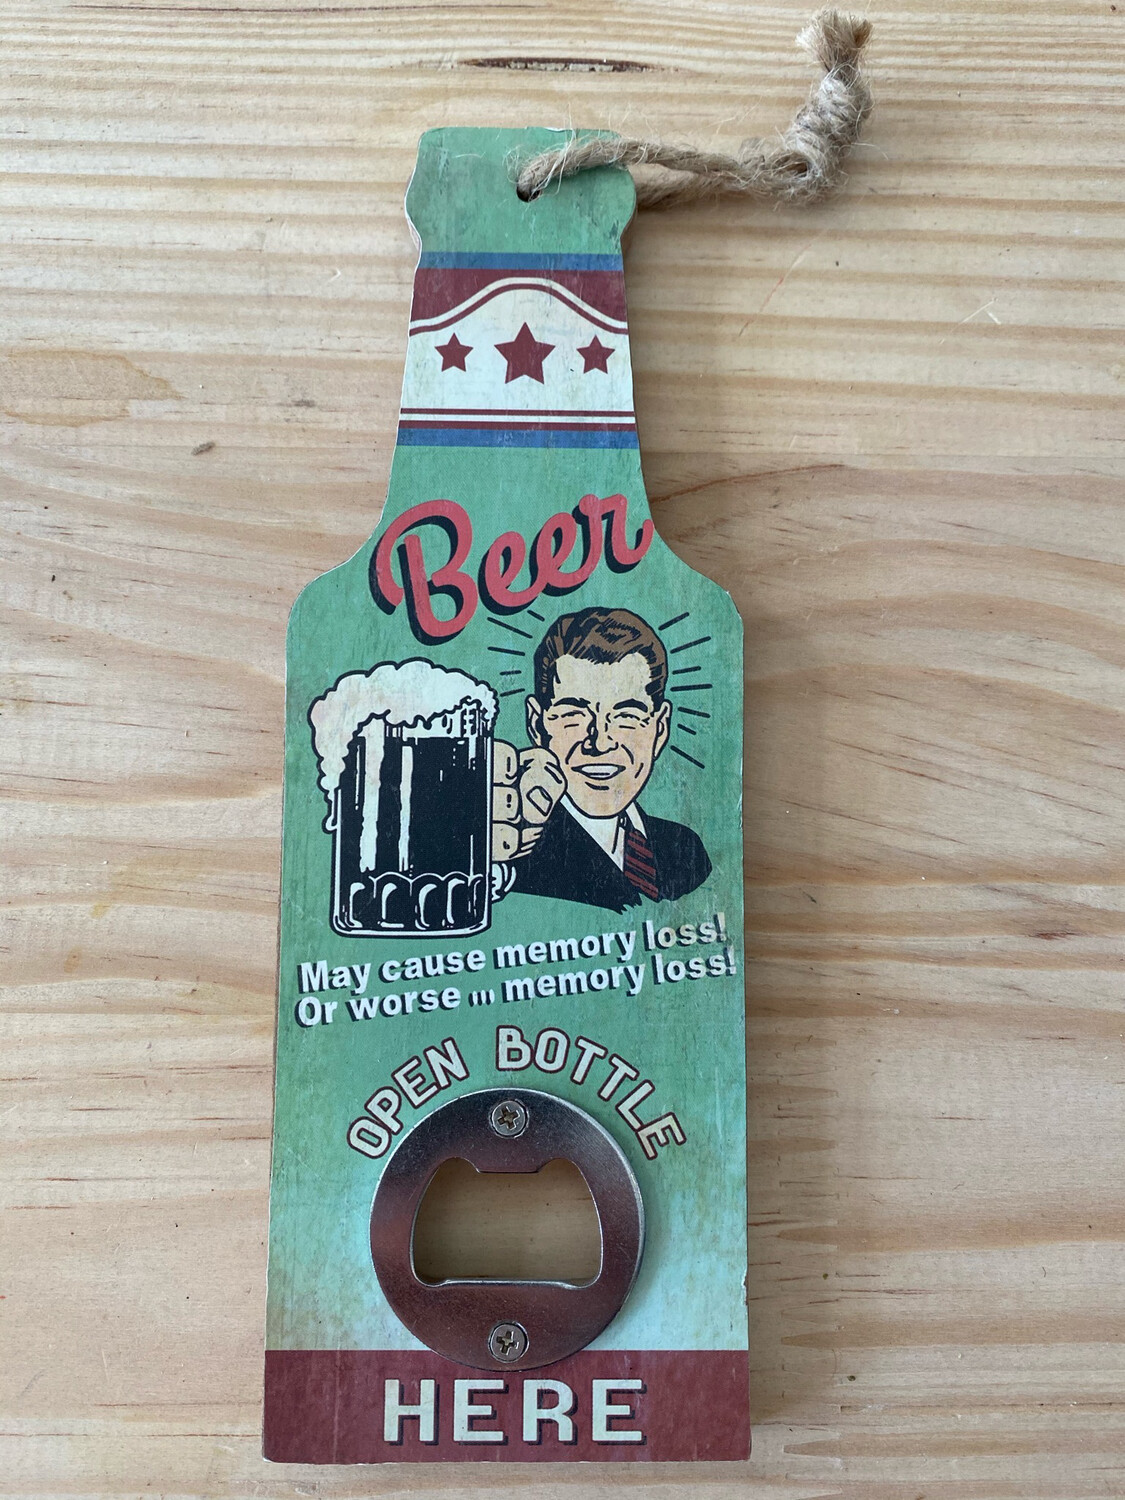 Beer
May cause memory loss!
Or worse ... memory loss!
OPEN BOTTLE
HERE